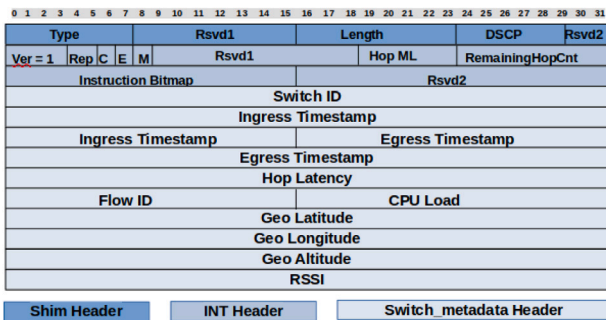 0 1 2 3 4 5 6 7 8 9 10 11 12 13 14 15 16 17 18 19 20 21 22 23 24 25 26 27 28 29 30 31
Type Rsvd1 Length DSCP Rsvd2
Ver = 1 Rep C E M Rsvd1 Hop ML RemainingHopCnt
Instruction Bitmap Rsvd2
Switch ID
Ingress Timestamp
Ingress Timestamp Egress Timestamp
Egress Timestamp
Hop Latency
Flow ID CPU Load
Geo Latitude
Geo Longitude
Geo Altitude
RSSI
Shim Header INT Header Switch_metadata Header